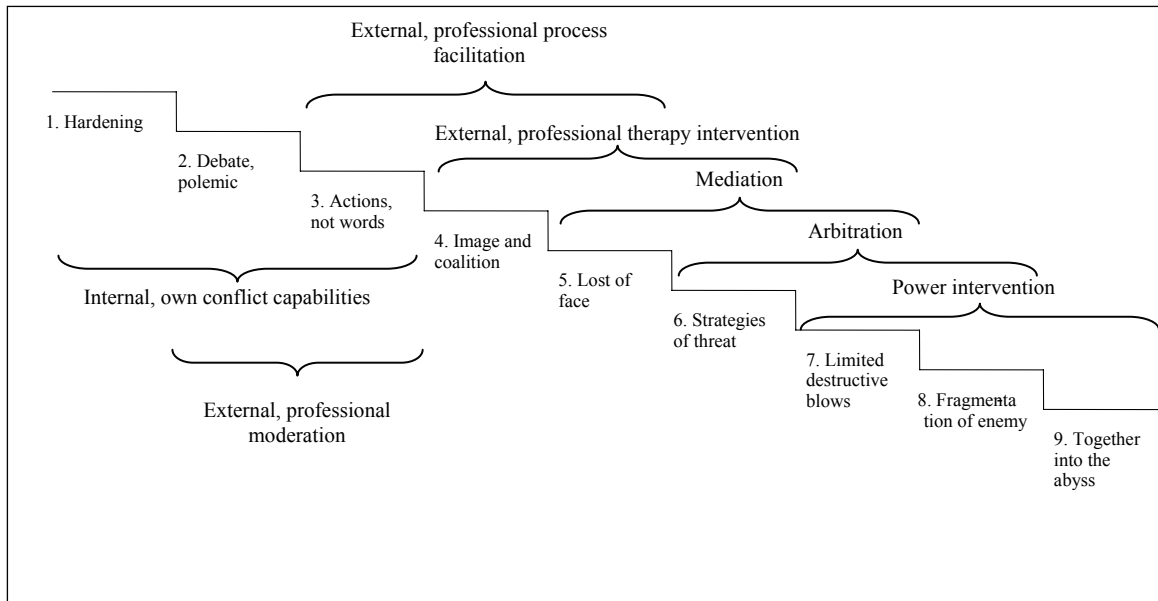 External, professional process
facilitation
1. Hardening
External, professional therapy intervention
2. Debate,
polemic
Mediation
3. Actions,
not words
Arbitration
4. Image and
coalition
Internal, own conflict capabilities
5. Lost of
face
Power intervention
6. Strategies
of threat
7. Limited
destructive
blows
External, professional
moderation
8. Fragmenta-
tion of enemy
9. Together
into the
abyss